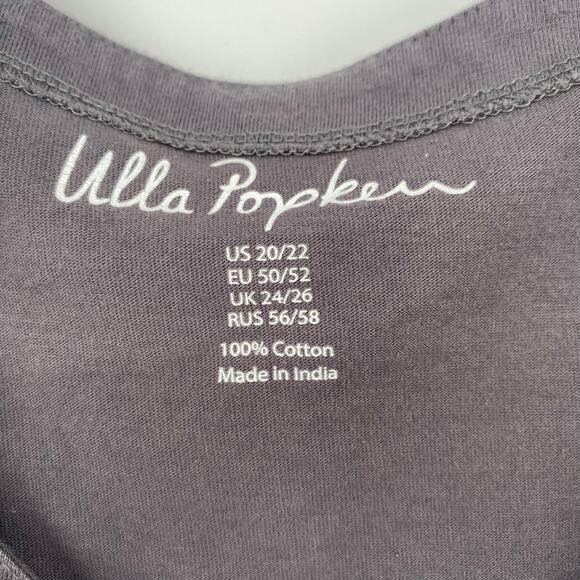 Ulla Popken
US 20/22
EU 50/52
UK 24/26
RUS 56/58
100% Cotton
Made in India